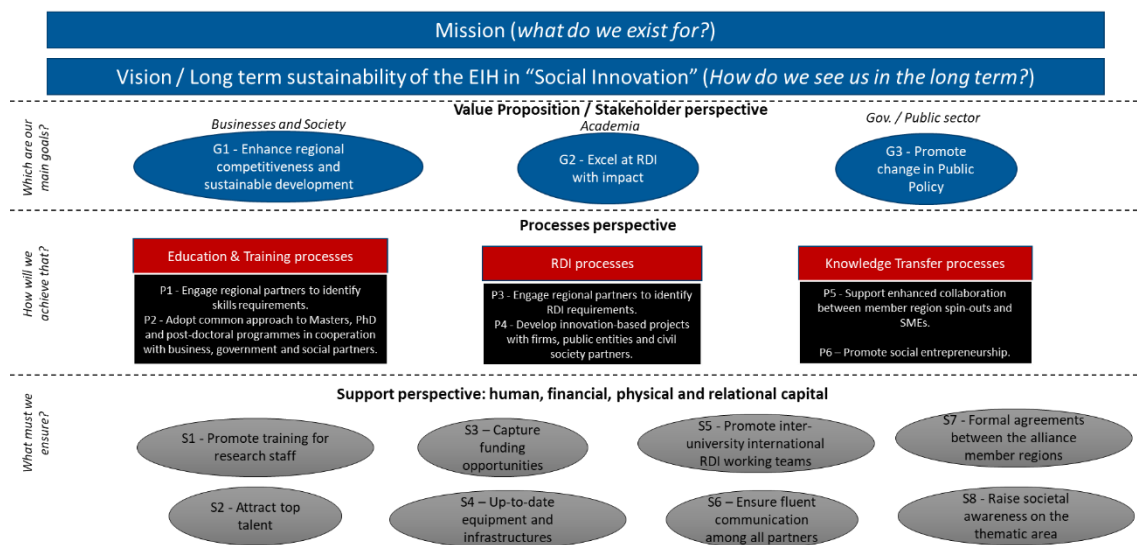 Mission (what do we exist for?)
Vision / Long term sustainability of the EIH in “Social Innovation” (How do we see us in the long term?)
Which are our
main goals?
Value Proposition / Stakeholder perspective
Businesses and Society
Academia
Gov. / Public sector
G1 - Enhance regional
competitiveness and
sustainable development
G2 - Excel at RDI
with impact
G3 - Promote
change in Public
Policy
How will we
achieve that?
Processes perspective
Education & Training processes
P1 - Engage regional partners to identify
skills requirements.
P2 - Adopt common approach to Masters, PhD
and post-doctoral programmes in cooperation
with business, government and social partners.
RDI processes
P3 - Engage regional partners to identify
RDI requirements.
P4 - Develop innovation-based projects
with firms, public entities and civil
society partners.
Knowledge Transfer processes
P5 - Support enhanced collaboration
between member region spin-outs and
SMEs.
P6 – Promote social entrepreneurship.
What must we
ensure?
Support perspective: human, financial, physical and relational capital
S1 - Promote training for
research staff
S3 – Capture
funding
opportunities
S5 - Promote inter-
university international
RDI working teams
S7 - Formal agreements
between the alliance
member regions
S2 - Attract top
talent
S4 – Up-to-date
equipment and
infrastructures
S6 – Ensure fluent
communication
among all partners
S8 - Raise societal
awareness on the
thematic area